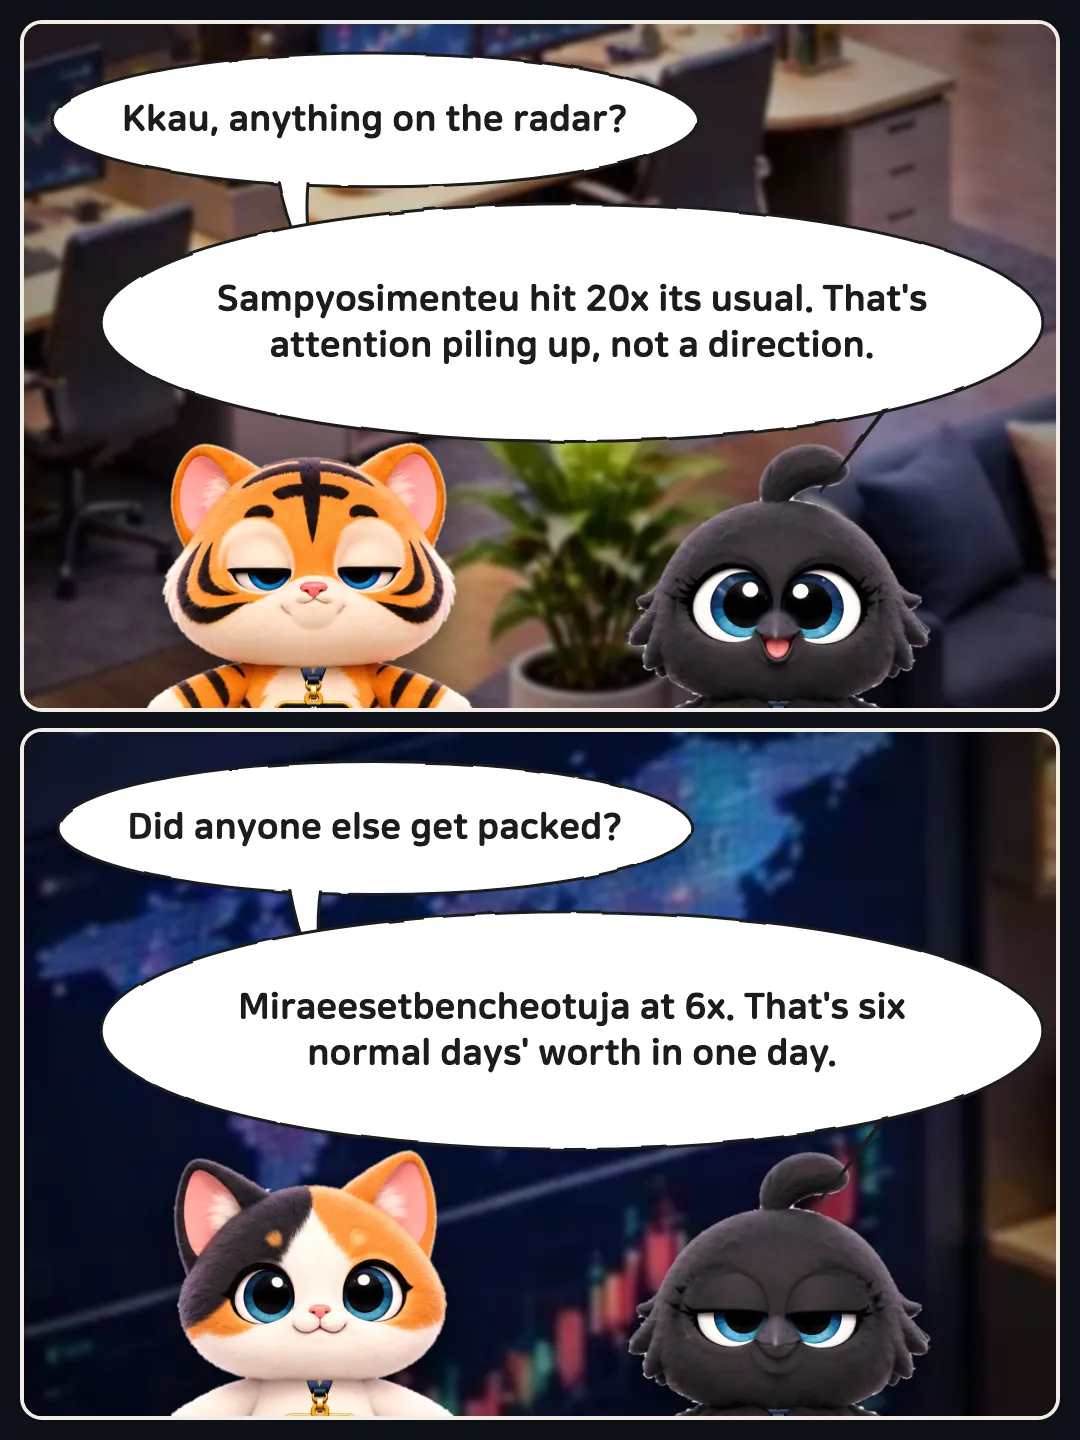 Kkau, anything on the radar?
Sampyosimenteu hit 20x its usual. That's
attention piling up, not a direction.
Did anyone else get packed?
Miraeesetbencheotuja at 6x. That's six
normal days' worth in one day.